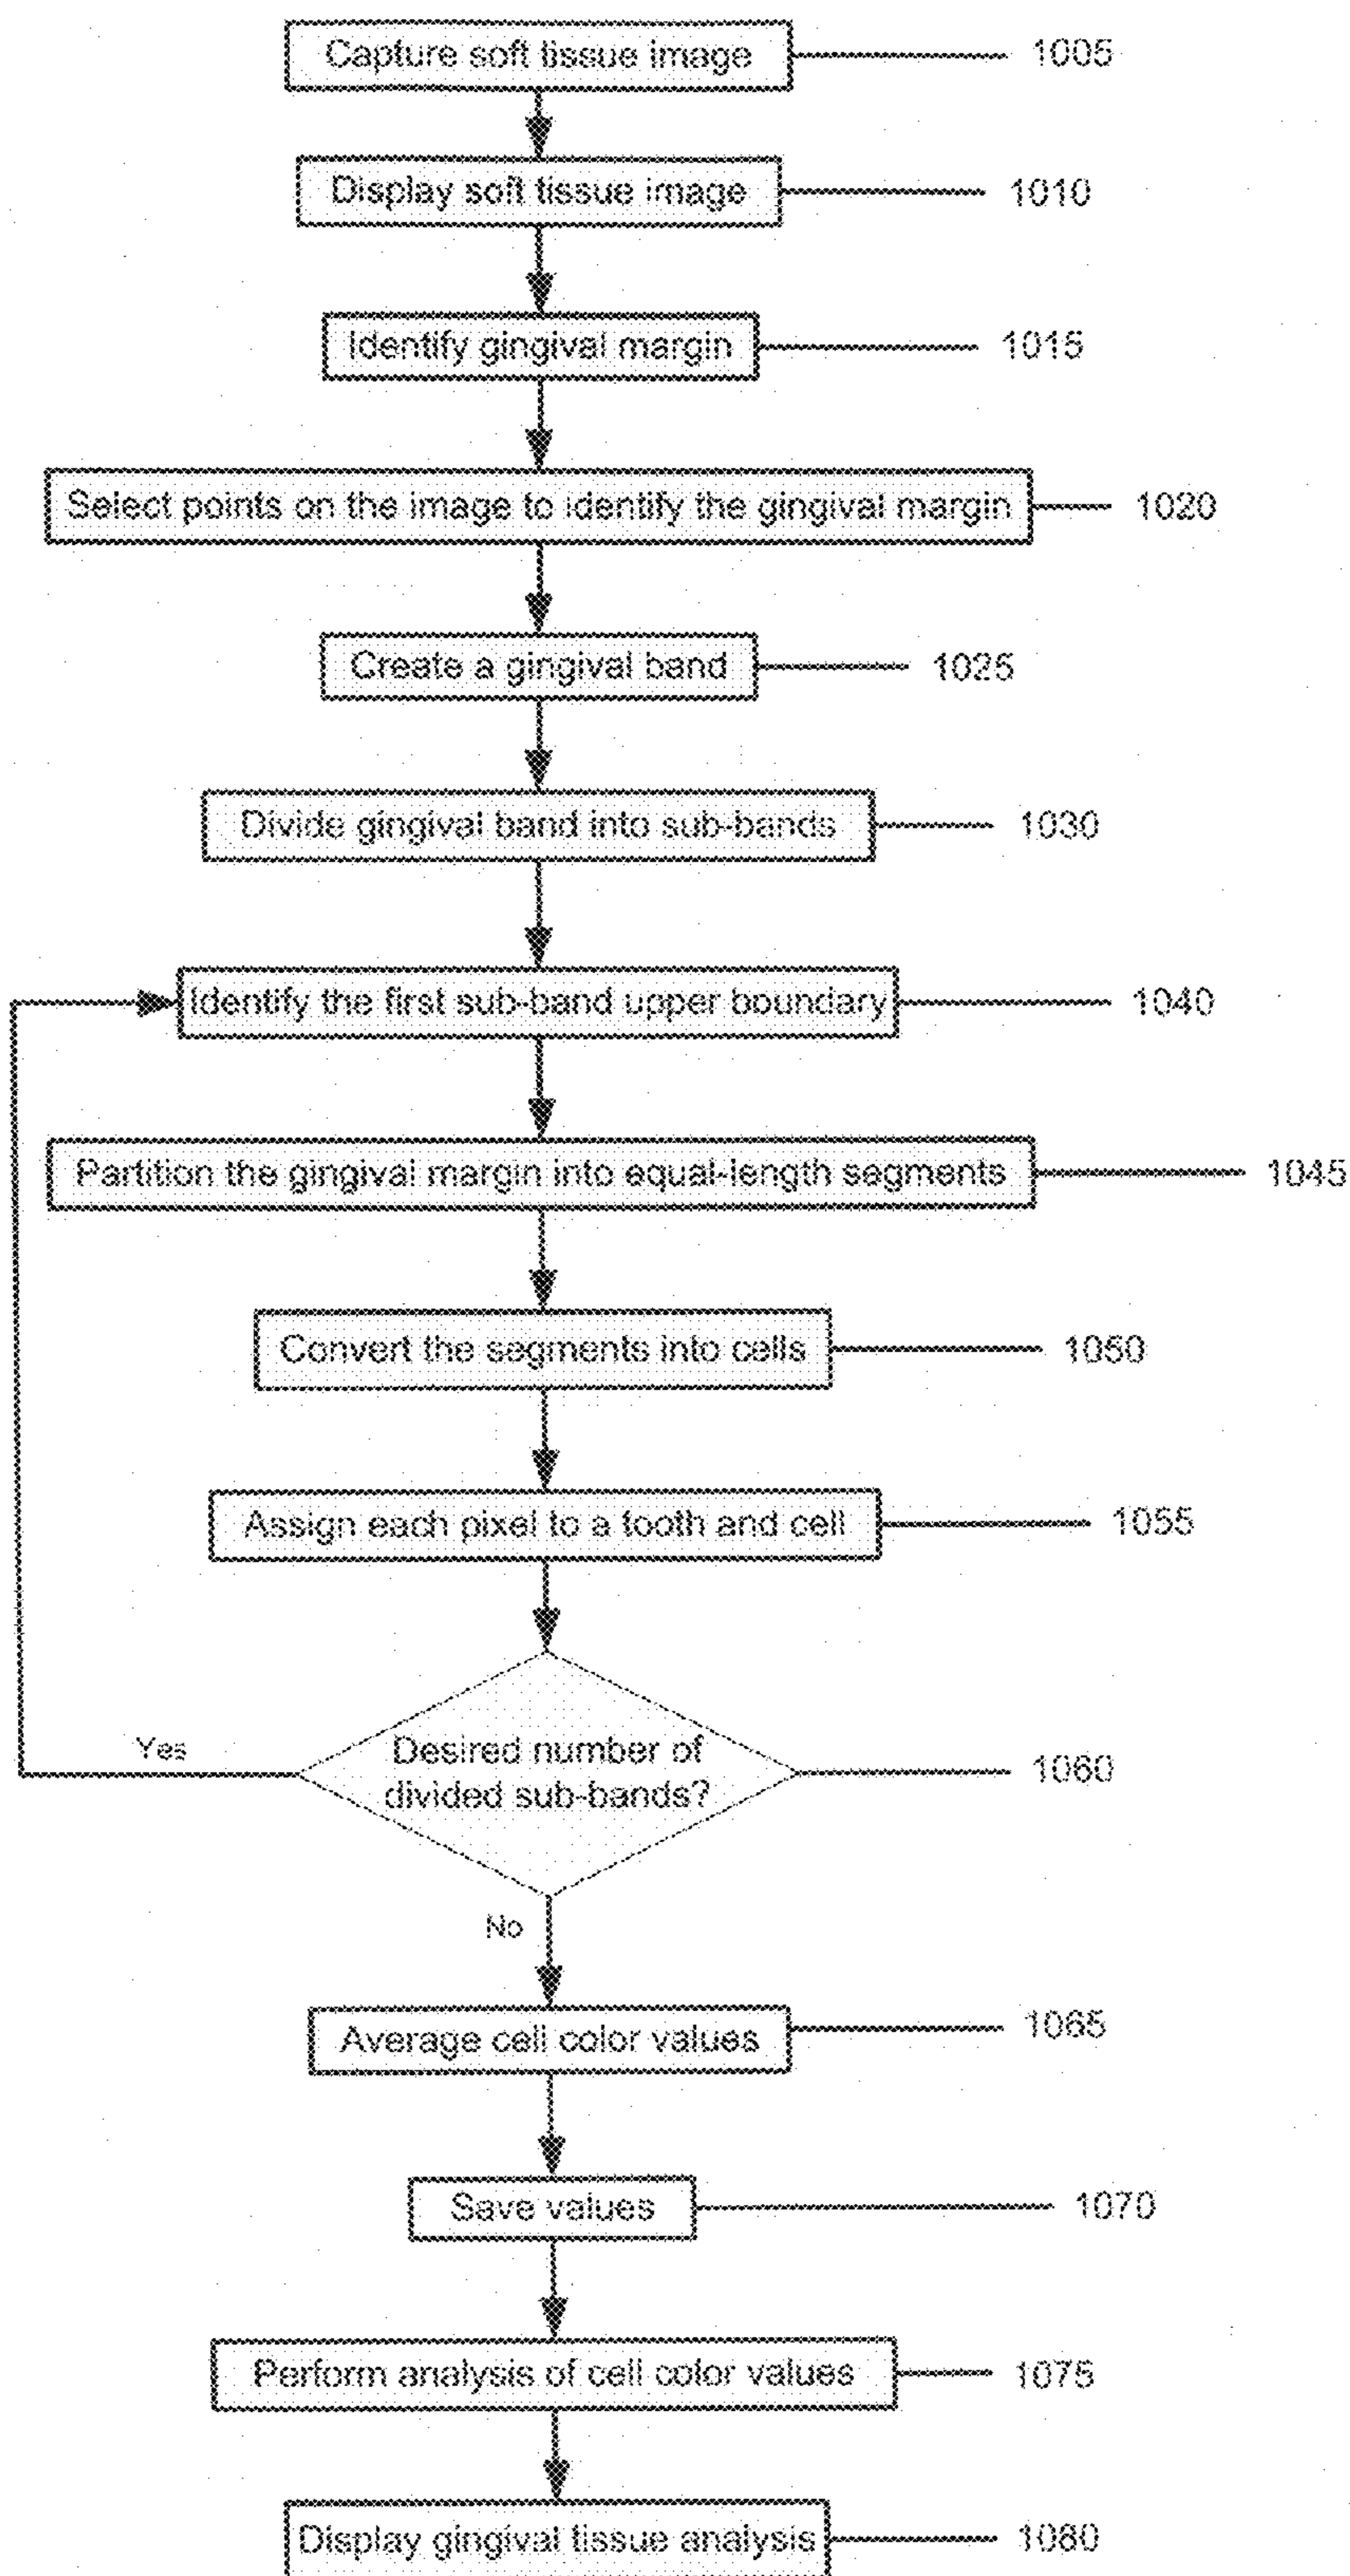 Capture soft tissue image 1005
Display soft tissue image 1010
Identify gingival margin 1015
Select points on the image to identify the gingival margin 1020
Create a gingival band 1025
Divide gingival band into sub-bands 1030
Identify the first sub-band upper boundary 1040
Partition the gingival margin into equal-length segments 1045
Convert the segments into cells 1050
Assign each pixel to a tooth and cell 1055
Yes
Desired number of
divided sub-bands? 1060
No
Average cell color values 1065
Save values 1070
Perform analysis of cell color values 1075
Display gingival tissue analysis 1080